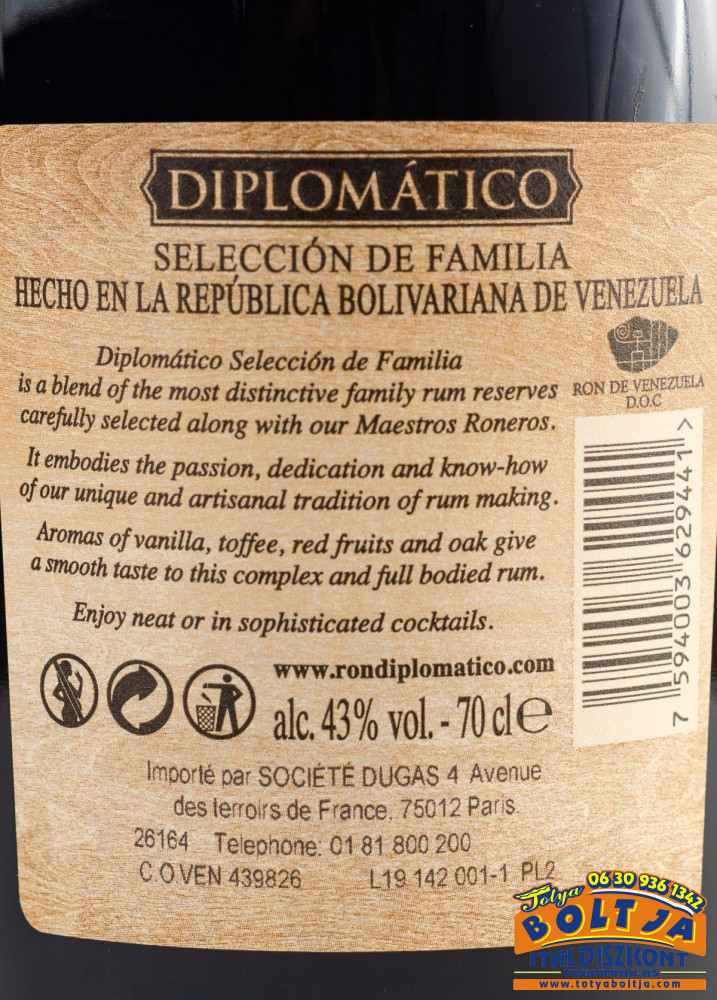 DIPLOMÁTICO
SELECCIÓN DE FAMILIA
HECHO EN LA REPÚBLICA BOLIVARIANA DE VENEZUELA
Diplomático Selección de Familia
is a blend of the most distinctive family rum reserves
carefully selected along with our Maestros Roneros.
RON DE VENEZUELA
D.O.C
It embodies the passion, dedication and know-how
of our unique and artisanal tradition of rum making.
Aromas of vanilla, toffee, red fruits and oak give
a smooth taste to this complex and full bodied rum.
Enjoy neat or in sophisticated cocktails.
7 594003 629441 >
www.rondiplomatico.com
alc. 43% vol. - 70 cl e
Importé par SOCIÉTÉ DUGAS 4 Avenue
des terroirs de France, 75012 Paris.
26164 Telephone: 01 81 800 200
C.O.VEN 439826 L19 142 001-1 PL2
Tolya 06 30 936 1342
BOLTJA
ITALDISZKONT
www.totyaboltja.com